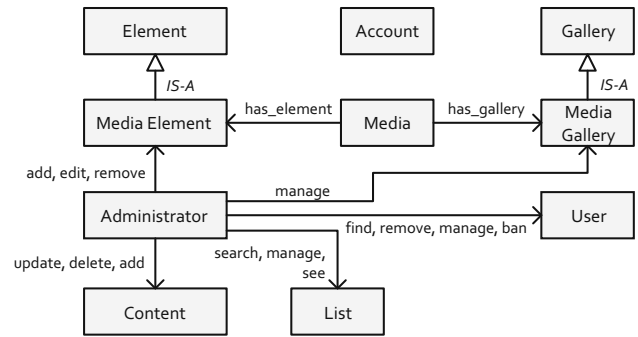 Element
Account
Gallery
IS-A
IS-A
Media Element
has_element
Media
has_gallery
Media
Gallery
add, edit, remove
manage
Administrator
User
find, remove, manage, ban
update, delete, add
search, manage,
see
Content
List